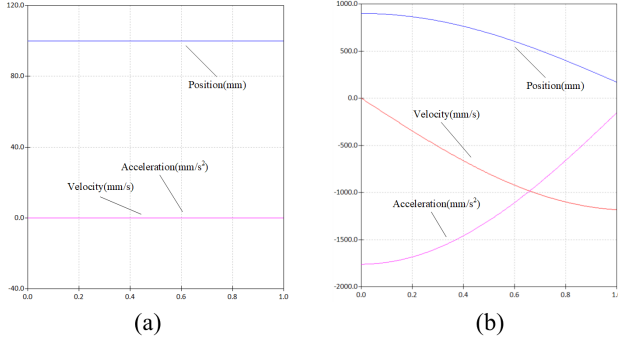 120.0
80.0
40.0
0.0
-40.0
0.0 0.2 0.4 0.6 0.8 1.0
Position(mm)
Acceleration(mm/s²)
Velocity(mm/s)
(a)
1000.0
500.0
0.0
-500.0
-1000.0
-1500.0
-2000.0
0.0 0.2 0.4 0.6 0.8 1.0
Position(mm)
Velocity(mm/s)
Acceleration(mm/s²)
(b)